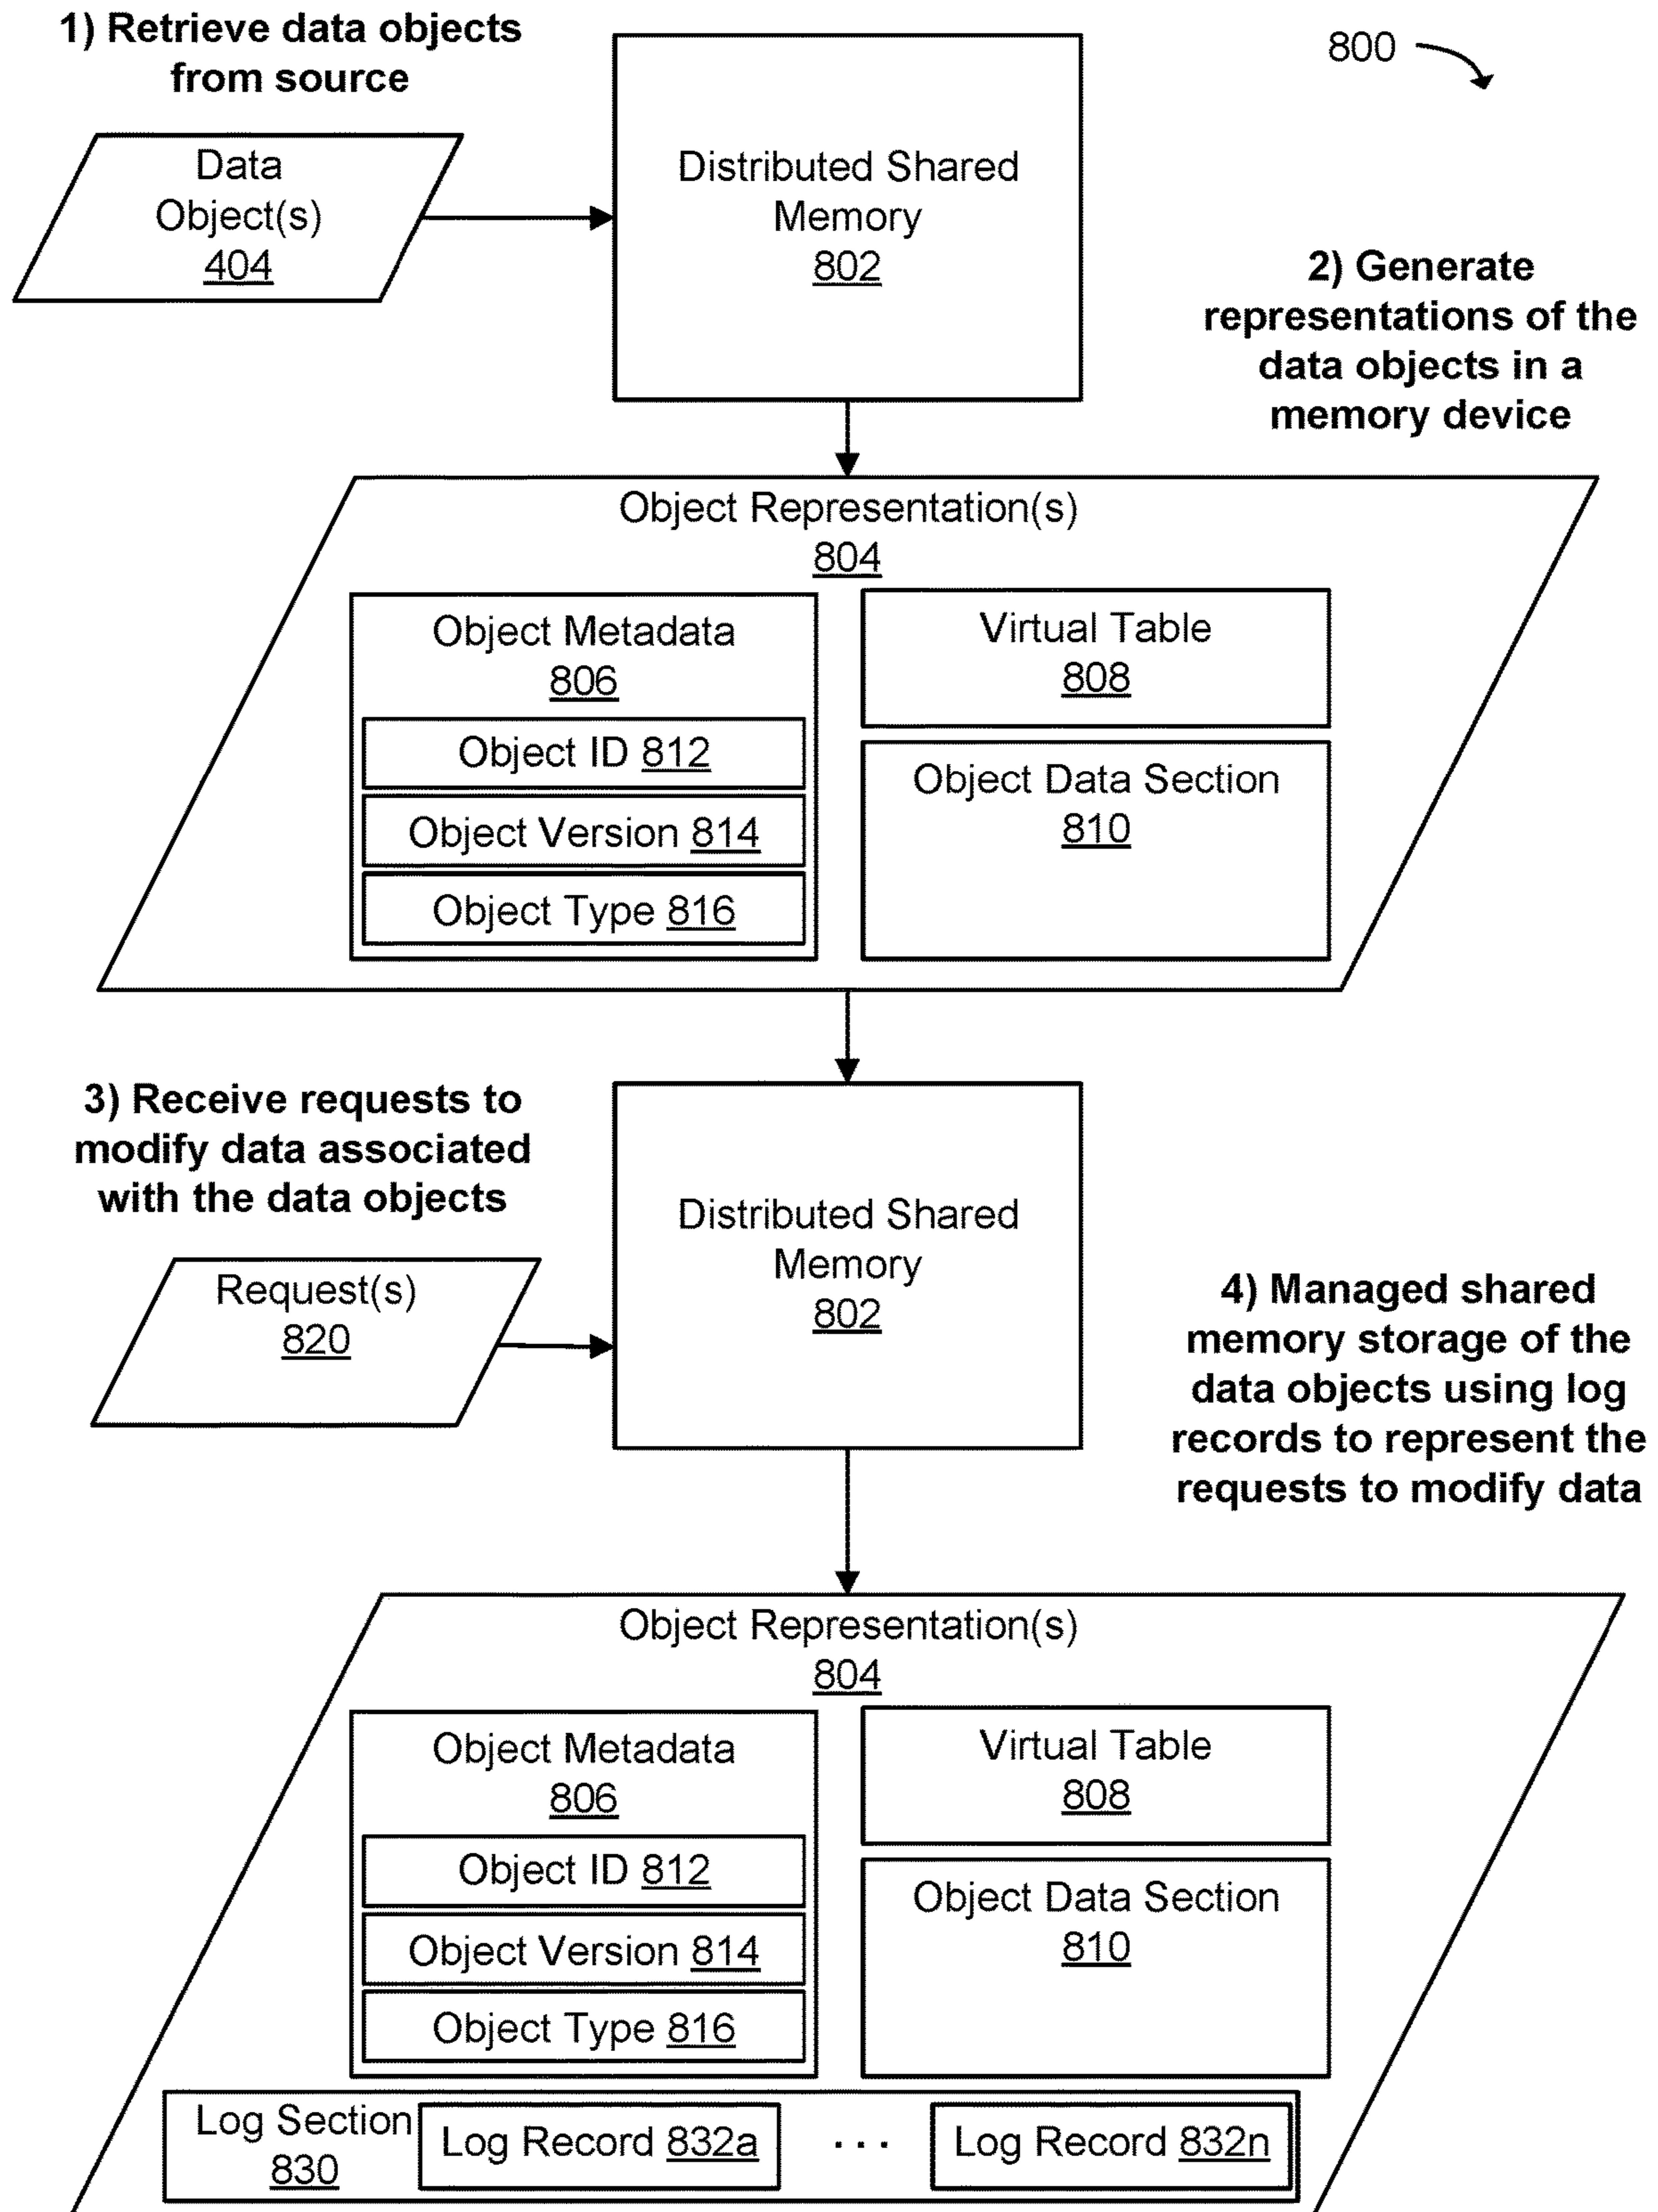 1) Retrieve data objects
from source
800
Data
Object(s)
404
Distributed Shared
Memory
802
2) Generate
representations of the
data objects in a
memory device
Object Representation(s)
804
Object Metadata
806
Object ID 812
Object Version 814
Object Type 816
Virtual Table
808
Object Data Section
810
3) Receive requests to
modify data associated
with the data objects
Request(s)
820
Distributed Shared
Memory
802
4) Managed shared
memory storage of the
data objects using log
records to represent the
requests to modify data
Object Representation(s)
804
Object Metadata
806
Object ID 812
Object Version 814
Object Type 816
Virtual Table
808
Object Data Section
810
Log Section
830
Log Record 832a
. . .
Log Record 832n